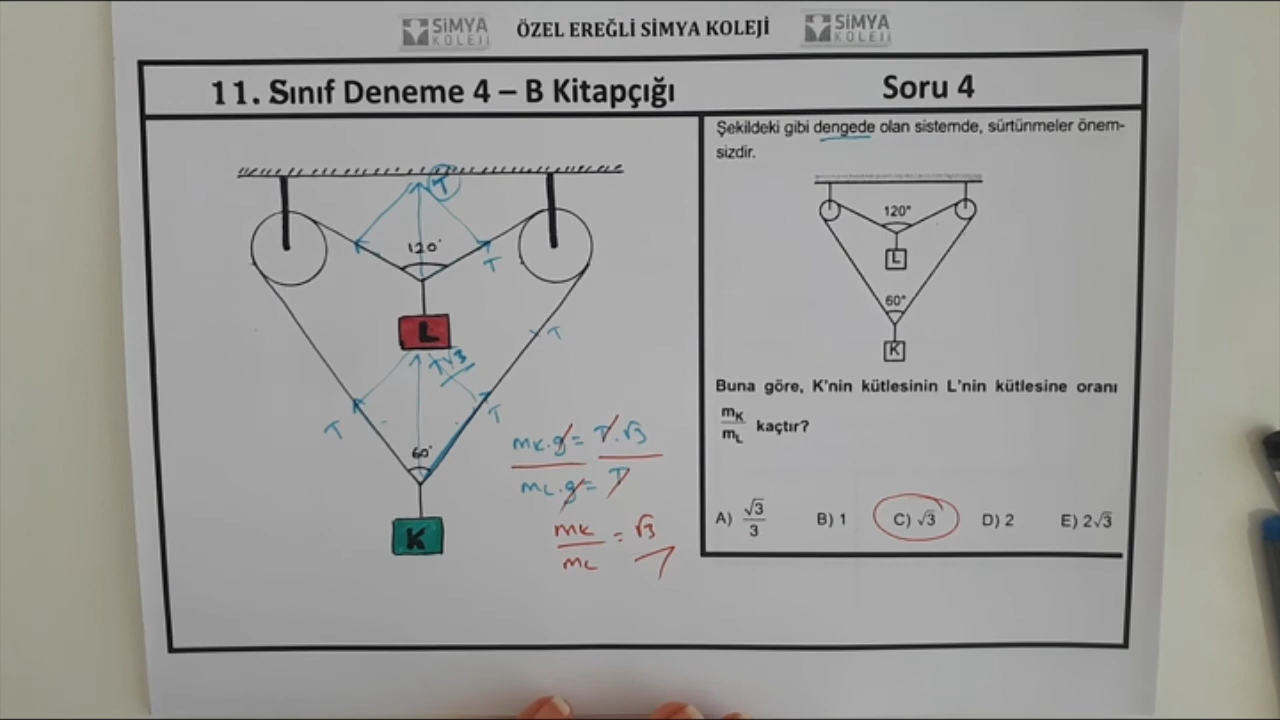 SİMYA
KOLEJİ
ÖZEL EREĞLİ SİMYA KOLEJİ
SİMYA
KOLEJİ
11. Sınıf Deneme 4 – B Kitapçığı
Soru 4
T
120°
T
L
T√3
T
T
T
60°
K
mK.g = T.√3
mL.g = T
mK
mL
= √3
Şekildeki gibi dengede olan sistemde, sürtünmeler önem-
sizdir.
120°
L
60°
K
Buna göre, K'nin kütlesinin L'nin kütlesine oranı
mK
mL
kaçtır?
A) √3/3 B) 1 C) √3 D) 2 E) 2√3